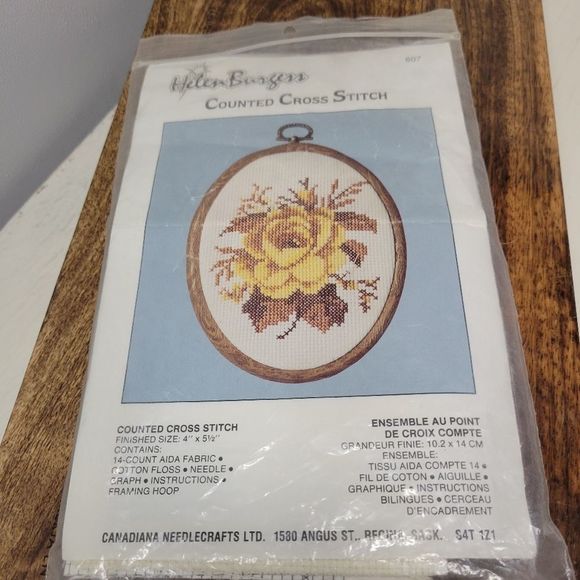 Helen Burgess
607
COUNTED CROSS STITCH
COUNTED CROSS STITCH
FINISHED SIZE: 4" x 5½"
CONTAINS:
14-COUNT AIDA FABRIC •
COTTON FLOSS • NEEDLE •
GRAPH • INSTRUCTIONS •
FRAMING HOOP
ENSEMBLE AU POINT
DE CROIX COMPTE
GRANDEUR FINIE: 10.2 x 14 CM
ENSEMBLE:
TISSU AIDA COMPTE 14 •
FIL DE COTON • AIGUILLE •
GRAPHIQUE • INSTRUCTIONS
BILINGUES • CERCEAU
D'ENCADREMENT
CANADIANA NEEDLECRAFTS LTD. 1580 ANGUS ST., REGINA, SASK. S4T 1Z1